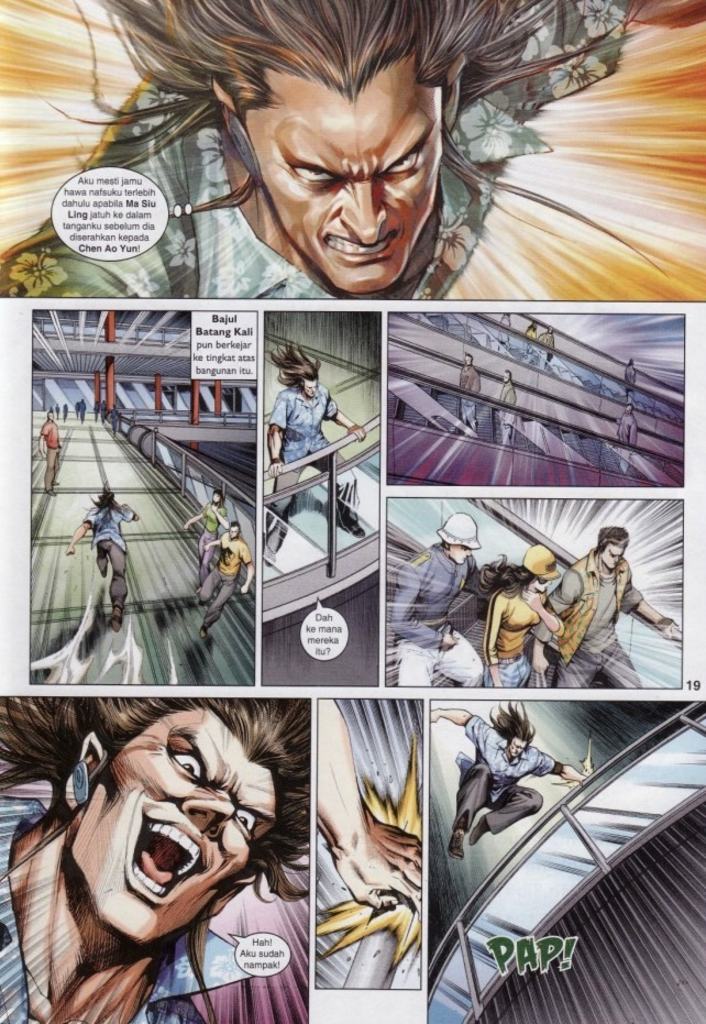 Aku mesti jamu
hawa nafsuku terlebih
dahulu apabila Ma Siu
Ling jatuh ke dalam
tanganku sebelum dia
diserahkan kepada
Chen Ao Yun!
Bajul
Batang Kali
pun berkejar
ke tingkat atas
bangunan itu.
Dah
ke mana
mereka
itu?
19
Hah!
Aku sudah
nampak!
PAP!